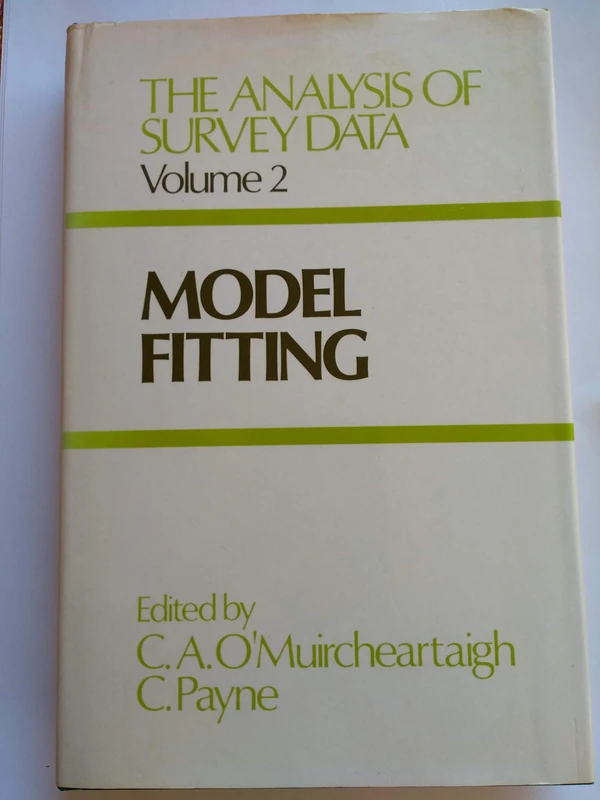 THE ANALYSIS OF
SURVEY DATA
Volume 2
MODEL
FITTING
Edited by
C. A. O'Muircheartaigh
C. Payne